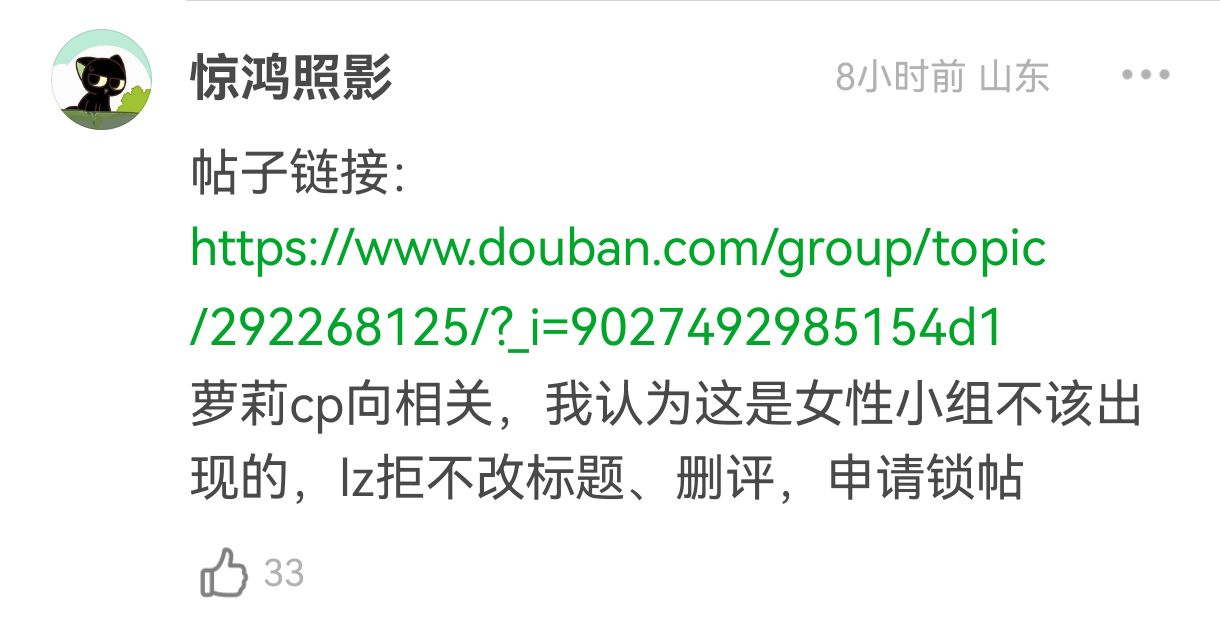 惊鸿照影
8小时前 山东
帖子链接：
https://www.douban.com/group/topic
/292268125/?_i=9027492985154d1
萝莉cp向相关，我认为这是女性小组不该出
现的，lz拒不改标题、删评，申请锁帖
33